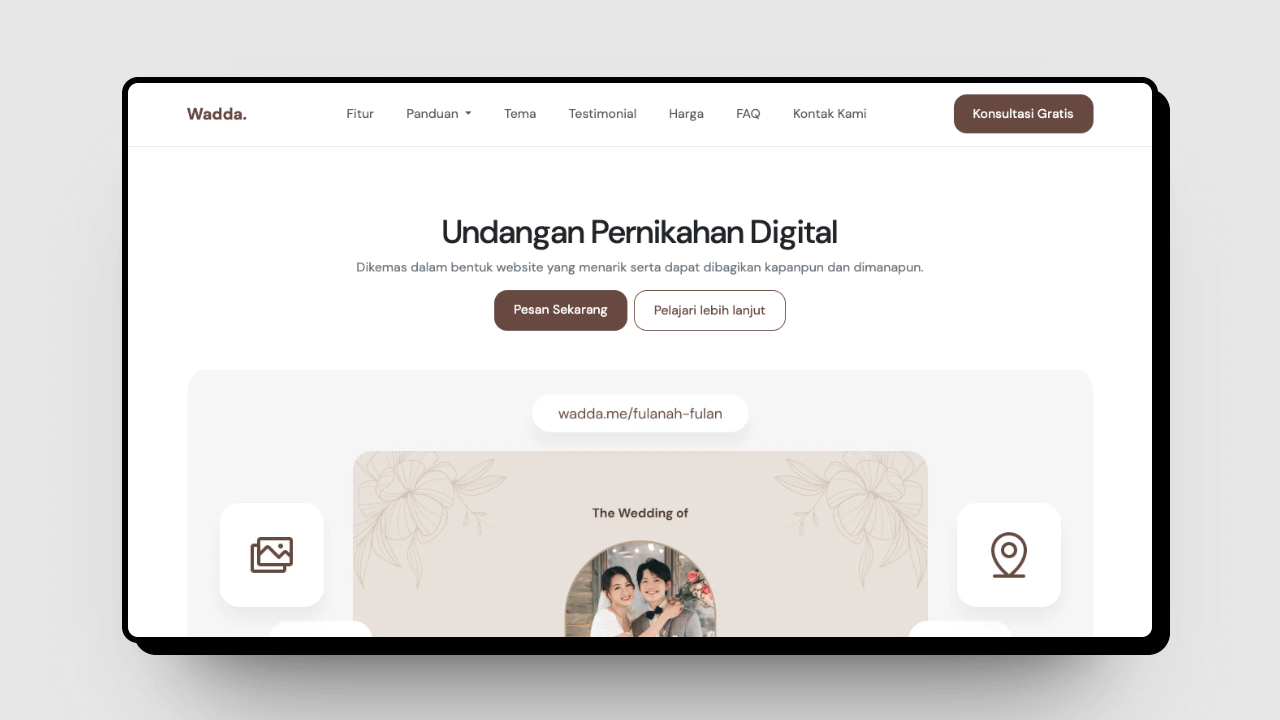 Wadda.
Fitur
Panduan
Tema
Testimonial
Harga
FAQ
Kontak Kami
Konsultasi Gratis
Undangan Pernikahan Digital
Dikemas dalam bentuk website yang menarik serta dapat dibagikan kapanpun dan dimanapun.
Pesan Sekarang
Pelajari lebih lanjut
wadda.me/fulanah-fulan
The Wedding of